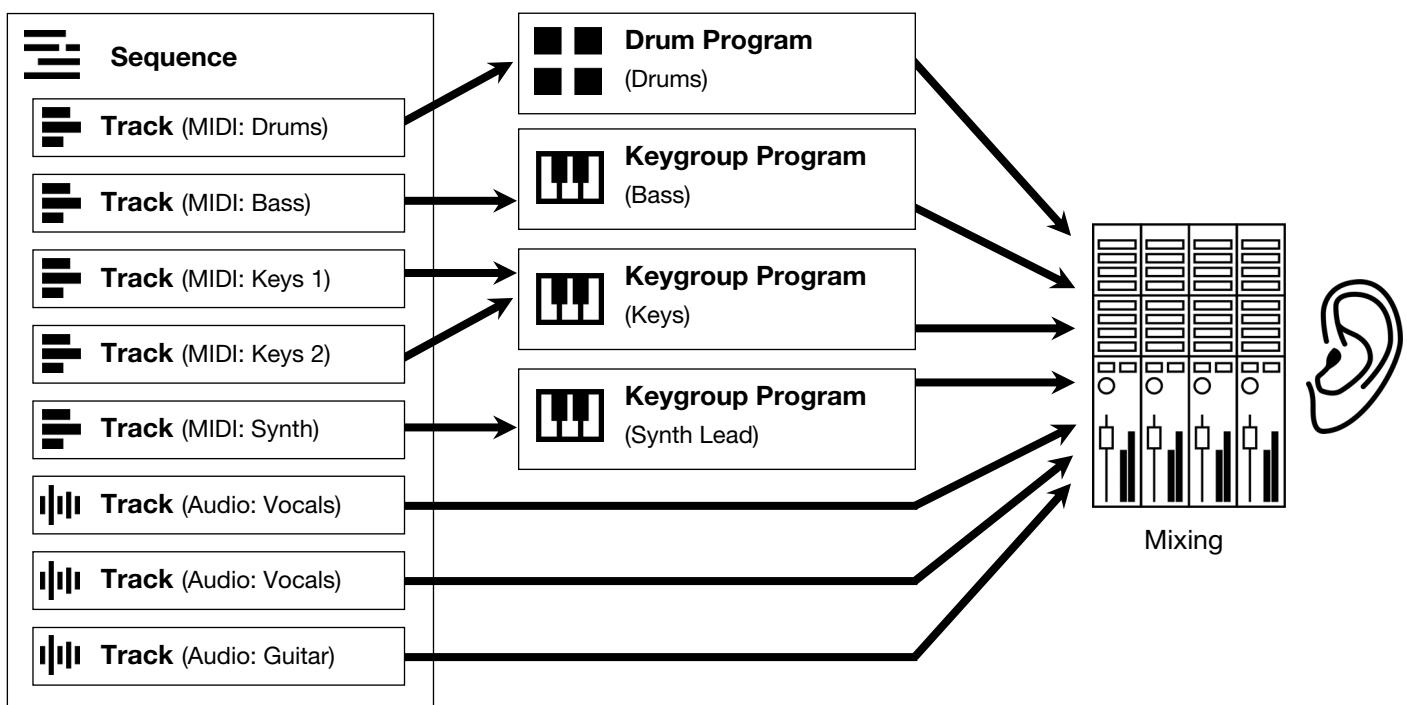 Sequence
Track (MIDI: Drums)
Track (MIDI: Bass)
Track (MIDI: Keys 1)
Track (MIDI: Keys 2)
Track (MIDI: Synth)
Track (Audio: Vocals)
Track (Audio: Vocals)
Track (Audio: Guitar)
Drum Program
(Drums)
Keygroup Program
(Bass)
Keygroup Program
(Keys)
Keygroup Program
(Synth Lead)
Mixing